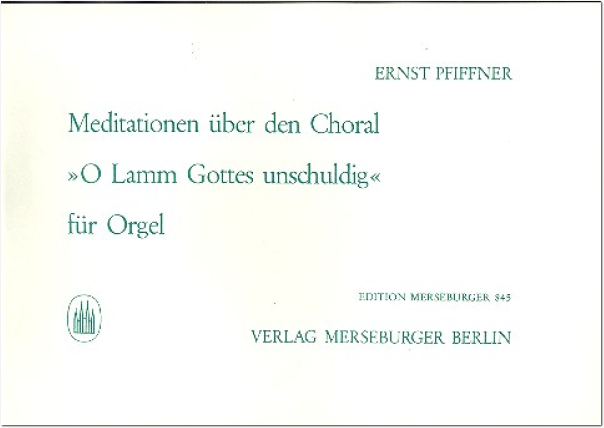 ERNST PFIFFNER
Meditationen über den Choral
»O Lamm Gottes unschuldig«
für Orgel
EDITION MERSEBURGER 845
VERLAG MERSEBURGER BERLIN